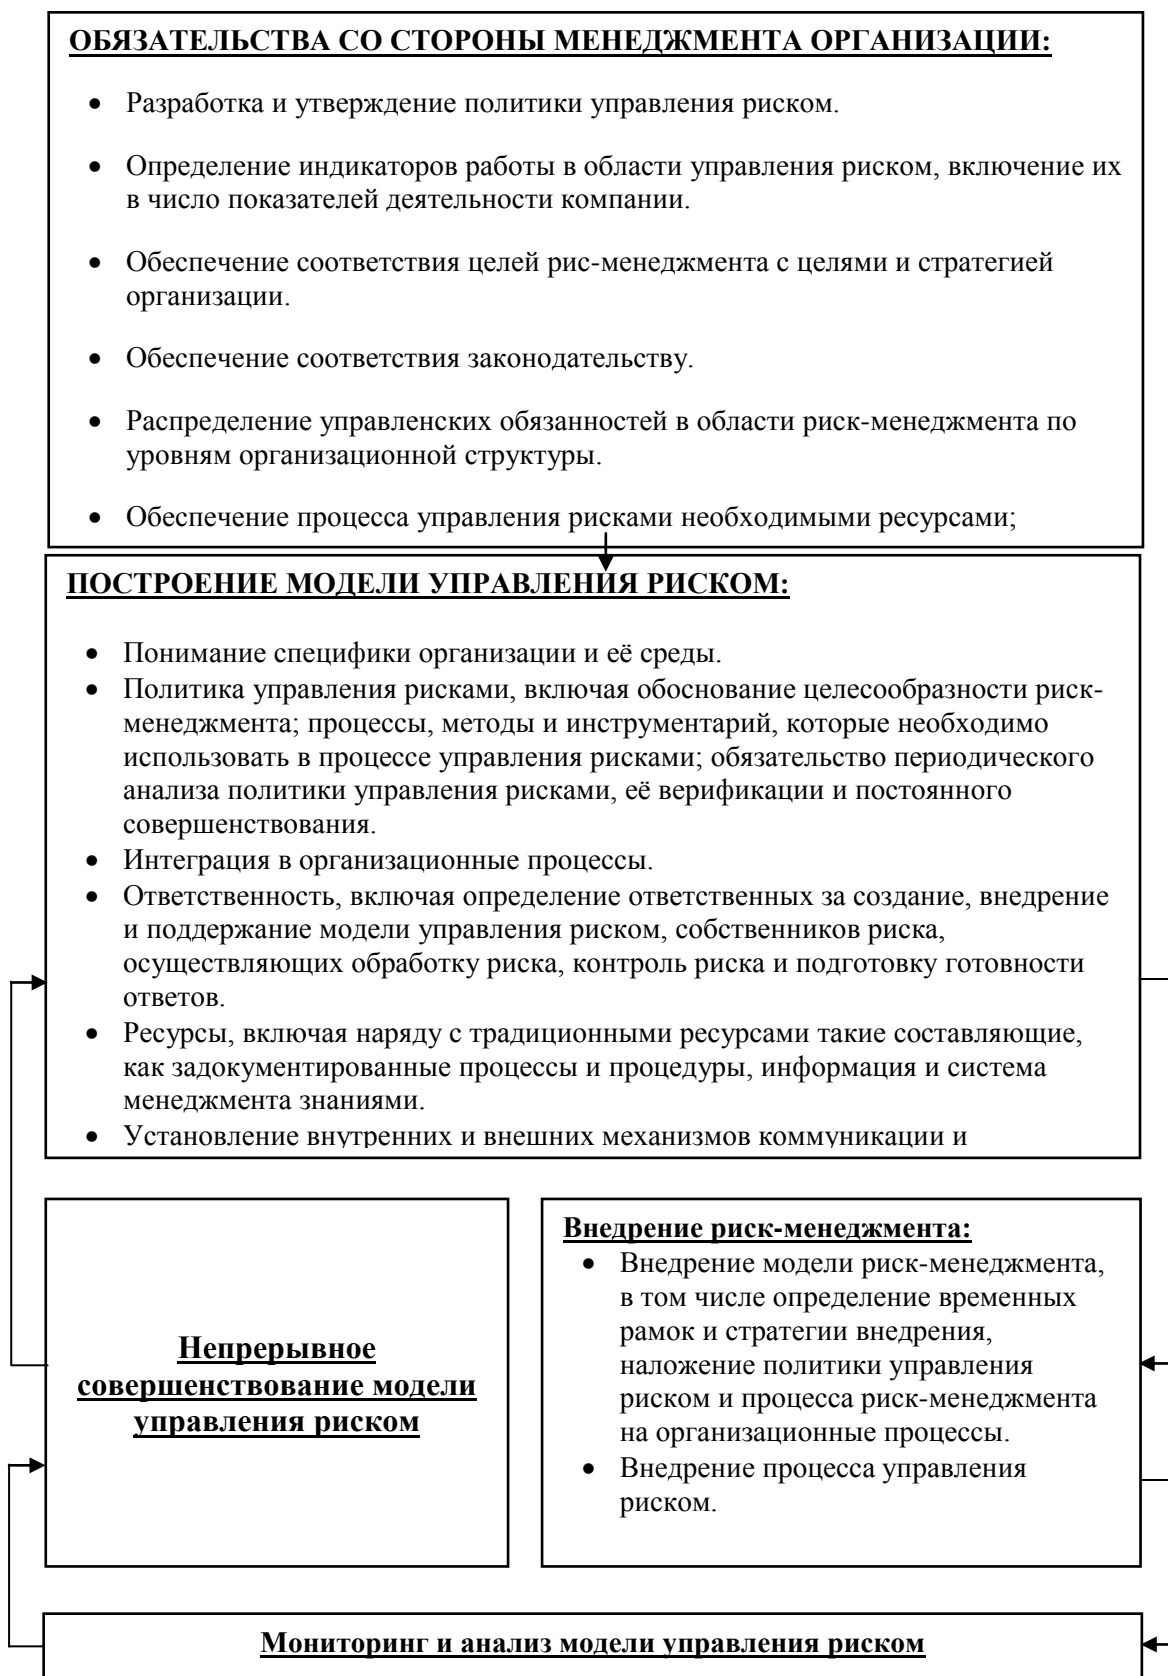 ОБЯЗАТЕЛЬСТВА СО СТОРОНЫ МЕНЕДЖМЕНТА ОРГАНИЗАЦИИ:
• Разработка и утверждение политики управления риском.
• Определение индикаторов работы в области управления риском, включение их
в число показателей деятельности компании.
• Обеспечение соответствия целей рис-менеджмента с целями и стратегией
организации.
• Обеспечение соответствия законодательству.
• Распределение управленских обязанностей в области риск-менеджмента по
уровням организационной структуры.
• Обеспечение процесса управления рисками необходимыми ресурсами;
ПОСТРОЕНИЕ МОДЕЛИ УПРАВЛЕНИЯ РИСКОМ:
• Понимание специфики организации и её среды.
• Политика управления рисками, включая обоснование целесообразности риск-
менеджмента; процессы, методы и инструментарий, которые необходимо
использовать в процессе управления рисками; обязательство периодического
анализа политики управления рисками, её верификации и постоянного
совершенствования.
• Интеграция в организационные процессы.
• Ответственность, включая определение ответственных за создание, внедрение
и поддержание модели управления риском, собственников риска,
осуществляющих обработку риска, контроль риска и подготовку готовности
ответов.
• Ресурсы, включая наряду с традиционными ресурсами такие составляющие,
как задокументированные процессы и процедуры, информация и система
менеджмента знаниями.
• Установление внутренних и внешних механизмов коммуникации и
Непрерывное
совершенствование модели
управления риском
Внедрение риск-менеджмента:
• Внедрение модели риск-менеджмента,
в том числе определение временных
рамок и стратегии внедрения,
наложение политики управления
риском и процесса риск-менеджмента
на организационные процессы.
• Внедрение процесса управления
риском.
Мониторинг и анализ модели управления риском